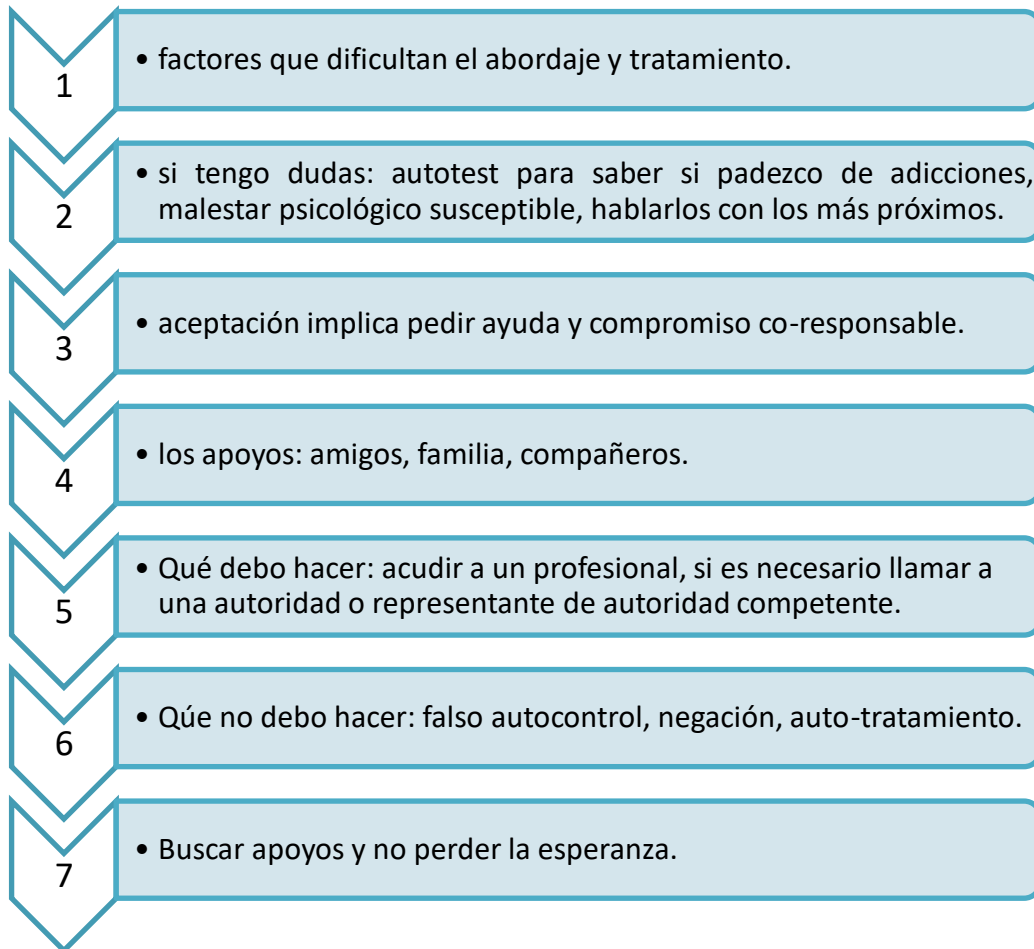 1
• factores que dificultan el abordaje y tratamiento.
2
• si tengo dudas: autotest para saber si padezco de adicciones,
malestar psicológico susceptible, hablarlos con los más próximos.
3
• aceptación implica pedir ayuda y compromiso co-responsable.
4
• los apoyos: amigos, familia, compañeros.
5
• Qué debo hacer: acudir a un profesional, si es necesario llamar a
una autoridad o representante de autoridad competente.
6
• Qúe no debo hacer: falso autocontrol, negación, auto-tratamiento.
7
• Buscar apoyos y no perder la esperanza.